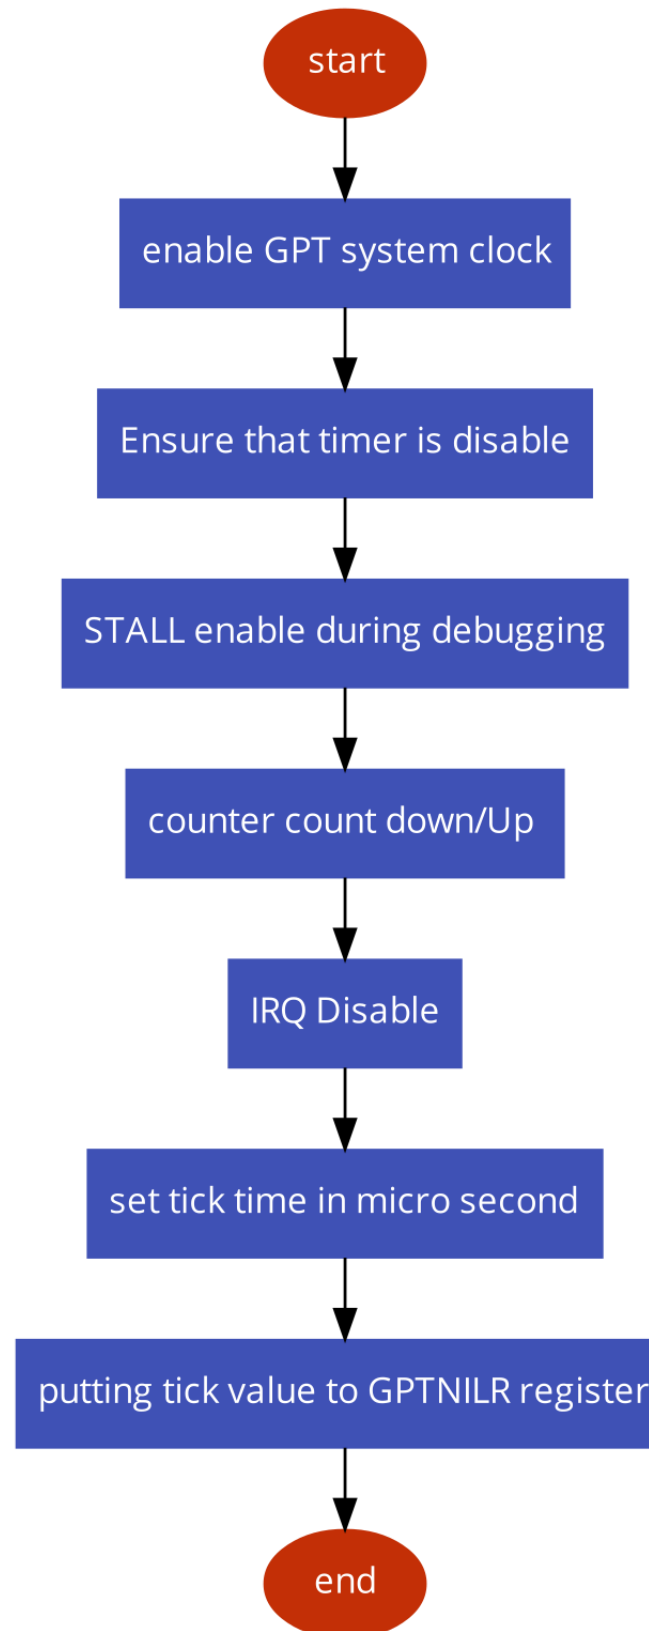 start
enable GPT system clock
Ensure that timer is disable
STALL enable during debugging
counter count down/Up
IRQ Disable
set tick time in micro second
putting tick value to GPTNILR register
end